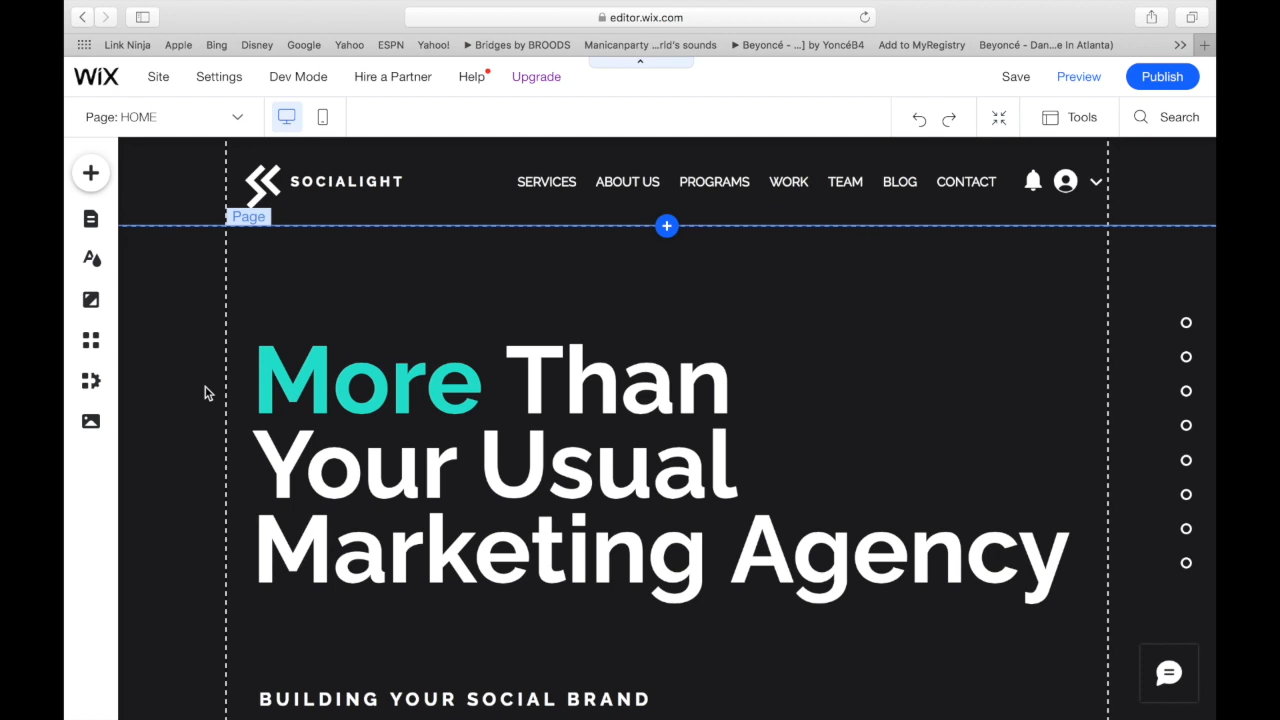 editor.wix.com
Link Ninja Apple Bing Disney Google Yahoo ESPN Yahoo! ▶ Bridges by BROODS Manicanparty ...rld's sounds ▶ Beyoncé - ...] by YoncéB4 Add to MyRegistry Beyoncé - Dan...e In Atlanta)
WiX Site Settings Dev Mode Hire a Partner Help Upgrade Save Preview Publish
Page: HOME Tools Search
SOCIALIGHT SERVICES ABOUT US PROGRAMS WORK TEAM BLOG CONTACT
Page
More Than
Your Usual
Marketing Agency
BUILDING YOUR SOCIAL BRAND